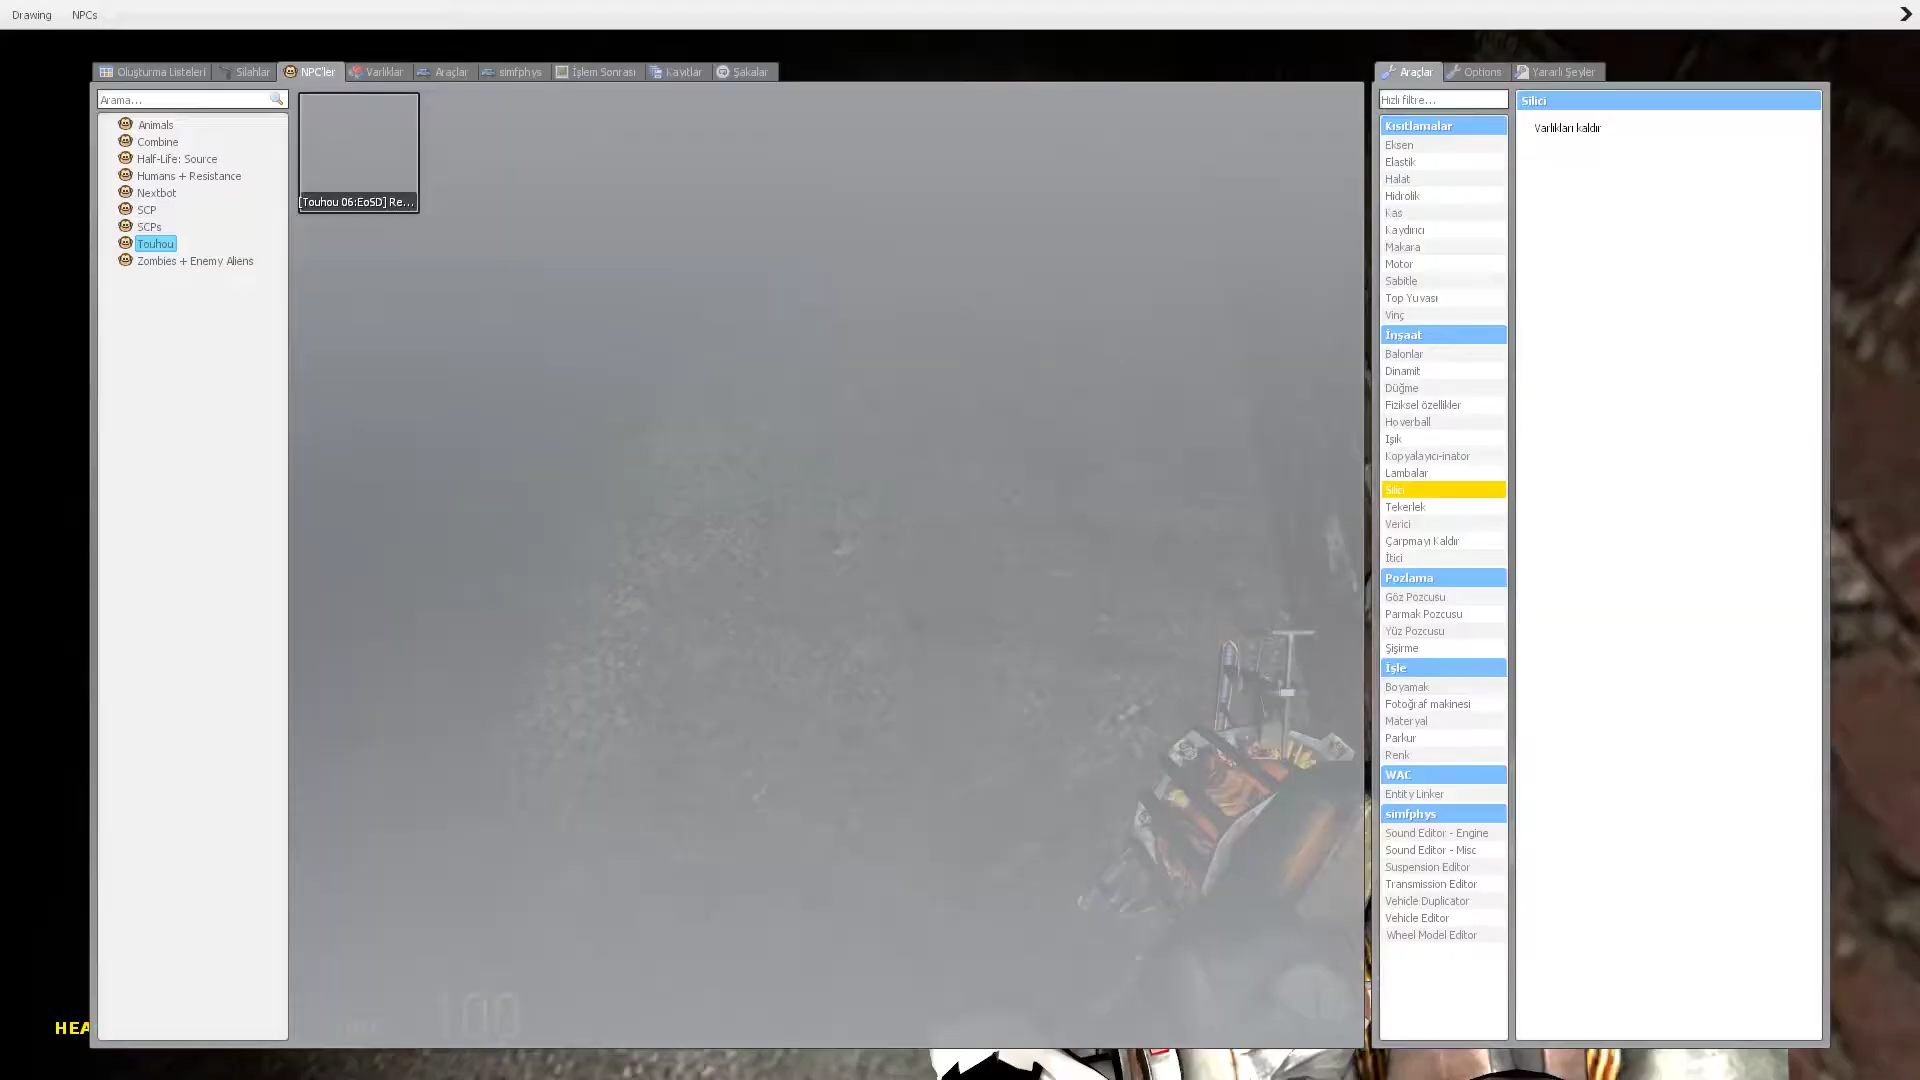 Drawing NPCs
Oluşturma Listeleri Silahlar NPC'ler Varlıklar Araçlar simfphys İşlem Sonrası Kayıtlar Şakalar
Arama...
Animals
Combine
Half-Life: Source
Humans + Resistance
Nextbot
SCP
SCPs
Touhou
Zombies + Enemy Aliens
[Touhou 06:EoSD] Re...
HEA
100
Araçlar Options Yararlı Şeyler
Hızlı filtre...
Kısıtlamalar
Eksen
Elastik
Halat
Hidrolik
Kas
Kaydırıcı
Makara
Motor
Sabitle
Top Yuvası
Vinç
İnşaat
Balonlar
Dinamit
Düğme
Fiziksel özellikler
Hoverball
Işık
Kopyalayıcı-inator
Lambalar
Silici
Tekerlek
Verici
Çarpmayı Kaldır
İtici
Pozlama
Göz Pozcusu
Parmak Pozcusu
Yüz Pozcusu
Şişirme
İşle
Boyamak
Fotoğraf makinesi
Materyal
Parkur
Renk
WAC
Entity Linker
simfphys
Sound Editor - Engine
Sound Editor - Misc
Suspension Editor
Transmission Editor
Vehicle Duplicator
Vehicle Editor
Wheel Model Editor
Silici
Varlıkları kaldır